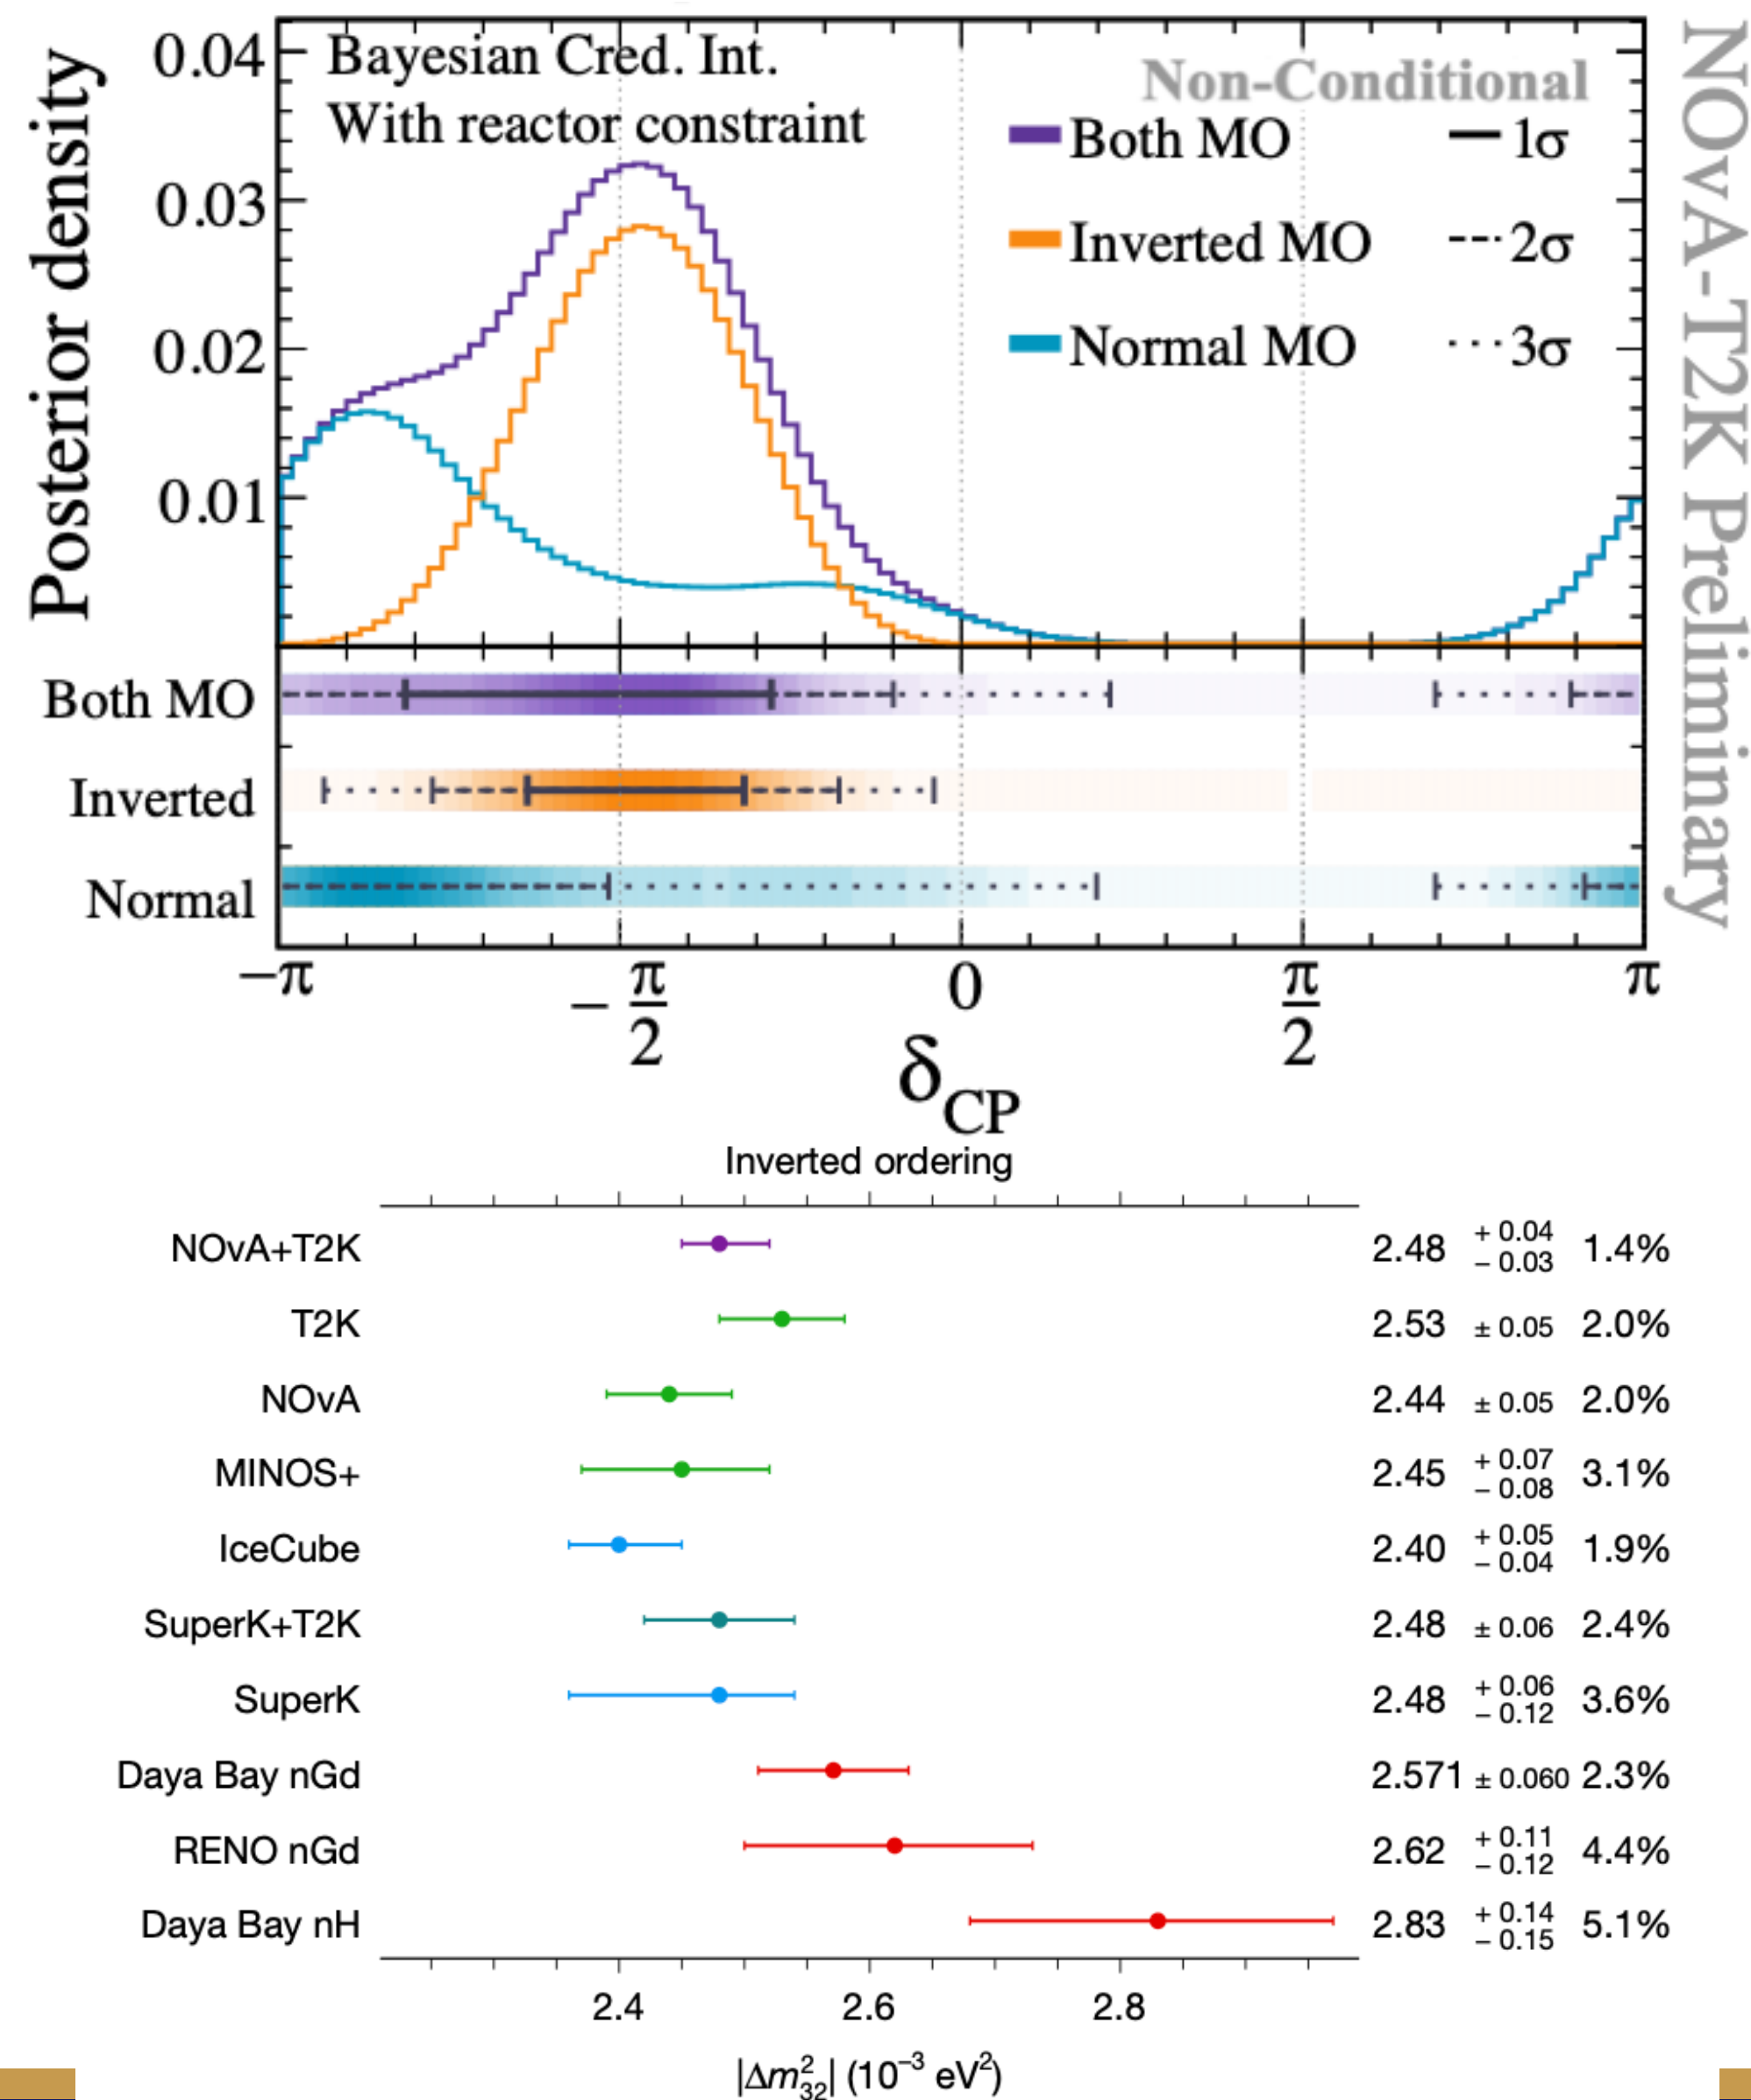 Posterior density
0.04
0.03
0.02
0.01
Bayesian Cred. Int.
With reactor constraint
Non-Conditional
Both MO
1σ
Inverted MO
2σ
Normal MO
3σ
NOvA-T2K Preliminary
Both MO
Inverted
Normal
−π
−π/2
0
π/2
π
δCP
Inverted ordering
NOvA+T2K 2.48 + 0.04 − 0.03 1.4%
T2K 2.53 ± 0.05 2.0%
NOvA 2.44 ± 0.05 2.0%
MINOS+ 2.45 + 0.07 − 0.08 3.1%
IceCube 2.40 + 0.05 − 0.04 1.9%
SuperK+T2K 2.48 ± 0.06 2.4%
SuperK 2.48 + 0.06 − 0.12 3.6%
Daya Bay nGd 2.571 ± 0.060 2.3%
RENO nGd 2.62 + 0.11 − 0.12 4.4%
Daya Bay nH 2.83 + 0.14 − 0.15 5.1%
2.4 2.6 2.8
|Δm²₃₂| (10⁻³ eV²)